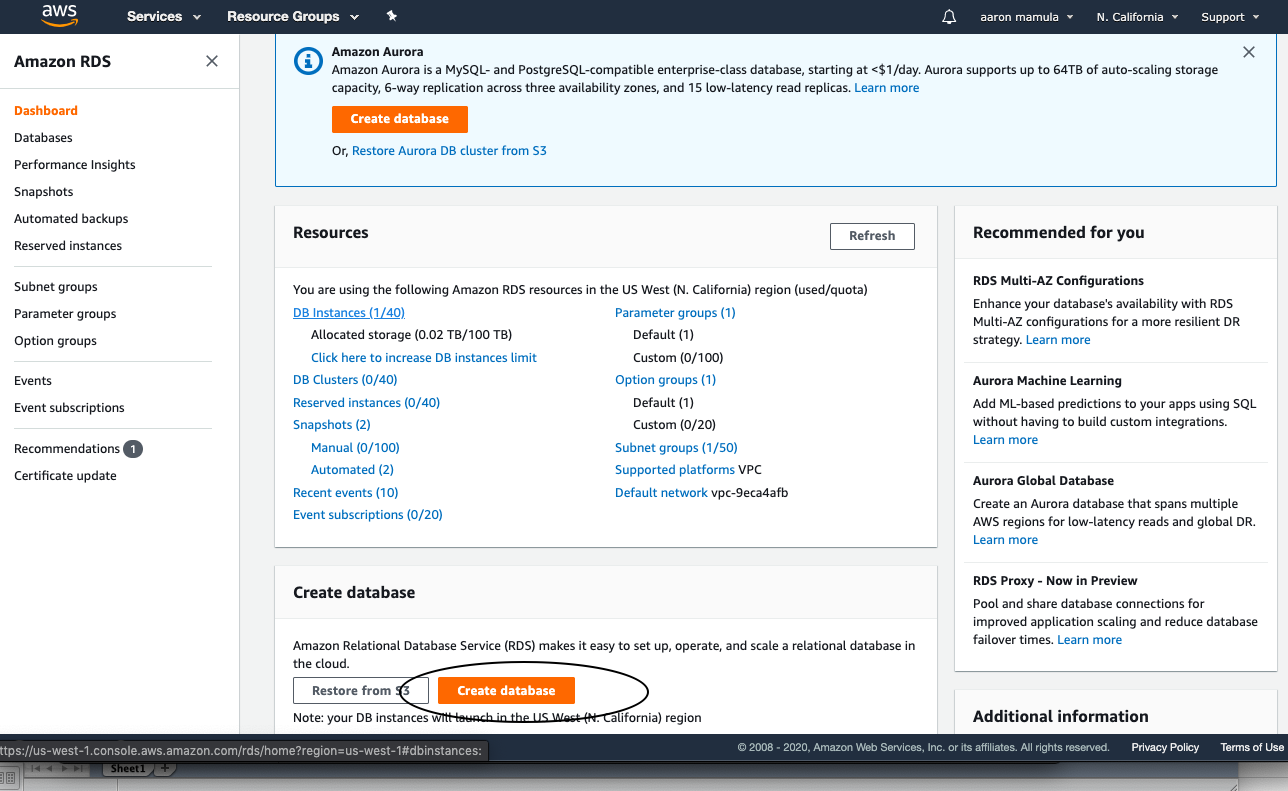 aws
Services
Resource Groups
aaron mamula
N. California
Support
Amazon RDS
Dashboard
Databases
Performance Insights
Snapshots
Automated backups
Reserved instances
Subnet groups
Parameter groups
Option groups
Events
Event subscriptions
Recommendations 1
Certificate update
Amazon Aurora
Amazon Aurora is a MySQL- and PostgreSQL-compatible enterprise-class database, starting at <$1/day. Aurora supports up to 64TB of auto-scaling storage
capacity, 6-way replication across three availability zones, and 15 low-latency read replicas. Learn more
Create database
Or, Restore Aurora DB cluster from S3
Resources
Refresh
You are using the following Amazon RDS resources in the US West (N. California) region (used/quota)
DB Instances (1/40)
Allocated storage (0.02 TB/100 TB)
Click here to increase DB instances limit
DB Clusters (0/40)
Reserved instances (0/40)
Snapshots (2)
Manual (0/100)
Automated (2)
Recent events (10)
Event subscriptions (0/20)
Parameter groups (1)
Default (1)
Custom (0/100)
Option groups (1)
Default (1)
Custom (0/20)
Subnet groups (1/50)
Supported platforms VPC
Default network vpc-9eca4afb
Create database
Amazon Relational Database Service (RDS) makes it easy to set up, operate, and scale a relational database in
the cloud.
Restore from S3
Create database
Note: your DB instances will launch in the US West (N. California) region
Recommended for you
RDS Multi-AZ Configurations
Enhance your database's availability with RDS
Multi-AZ configurations for a more resilient DR
strategy. Learn more
Aurora Machine Learning
Add ML-based predictions to your apps using SQL
without having to build custom integrations.
Learn more
Aurora Global Database
Create an Aurora database that spans multiple
AWS regions for low-latency reads and global DR.
Learn more
RDS Proxy - Now in Preview
Pool and share database connections for
improved application scaling and reduce database
failover times. Learn more
Additional information
ttps://us-west-1.console.aws.amazon.com/rds/home?region=us-west-1#dbinstances:
© 2008 - 2020, Amazon Web Services, Inc. or its affiliates. All rights reserved.
Privacy Policy
Terms of Use
Sheet1